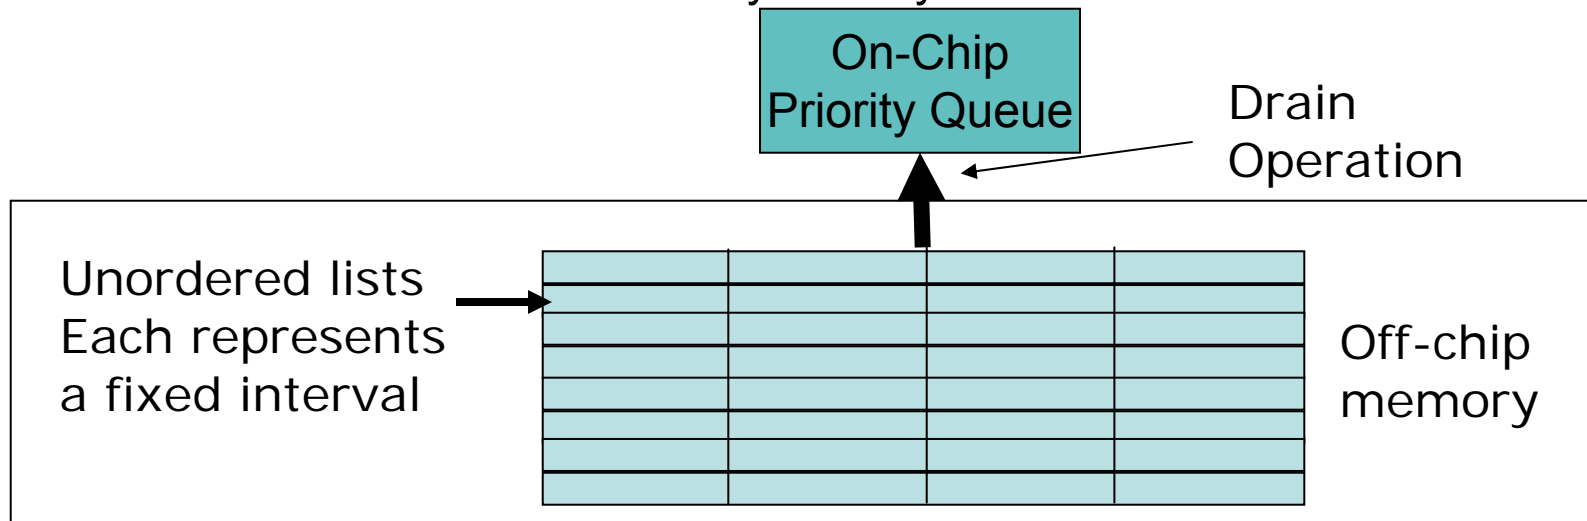 On-Chip
Priority Queue
Drain
Operation
Unordered lists
Each represents
a fixed interval
Off-chip
memory